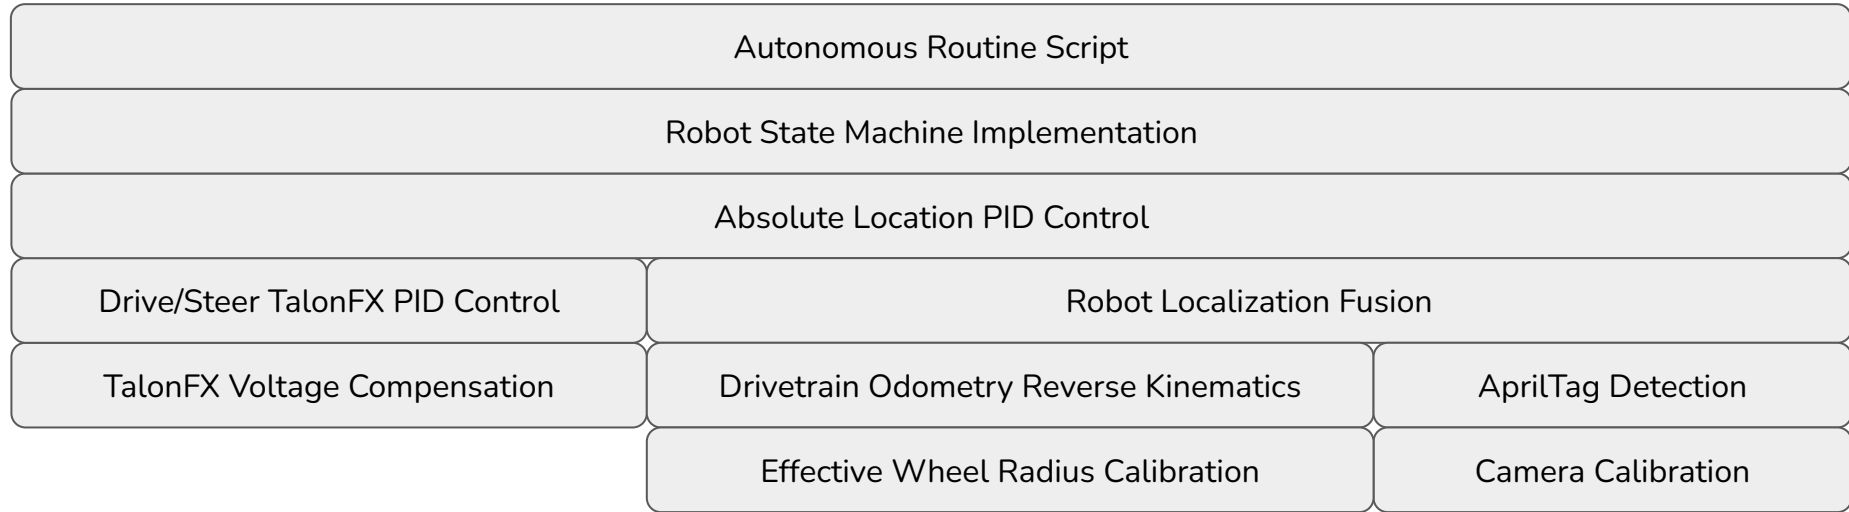 Autonomous Routine Script
Robot State Machine Implementation
Absolute Location PID Control
Drive/Steer TalonFX PID Control
Robot Localization Fusion
TalonFX Voltage Compensation
Drivetrain Odometry Reverse Kinematics
AprilTag Detection
Effective Wheel Radius Calibration
Camera Calibration